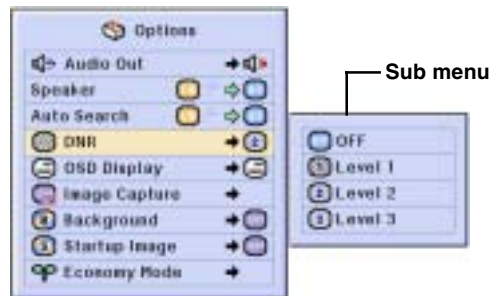 Options
Audio Out
Sub menu
Speaker
Auto Search
DNR
OFF
OSD Display
Level 1
Image Capture
Level 2
Background
Level 3
Startup Image
Economy Mode